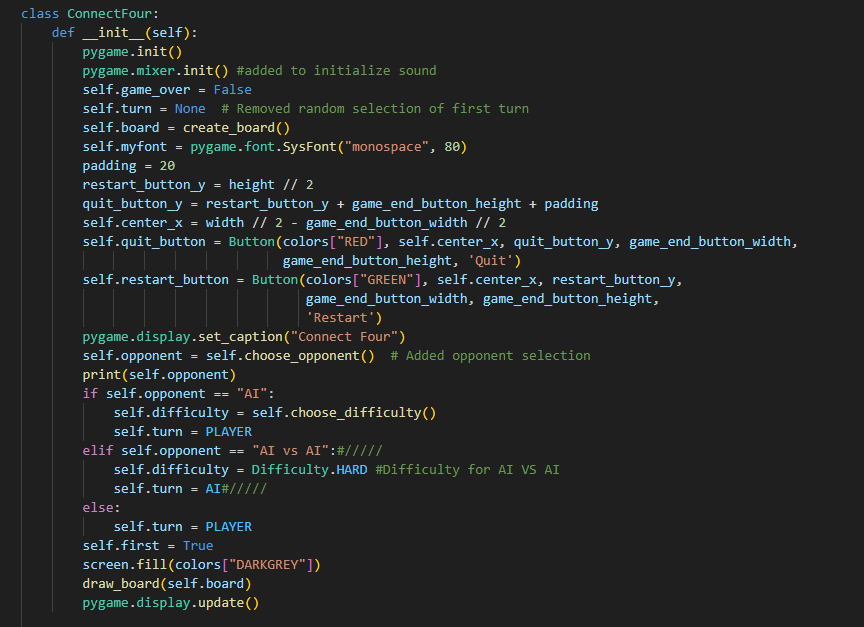 class ConnectFour:
    def __init__(self):
        pygame.init()
        pygame.mixer.init() #added to initialize sound
        self.game_over = False
        self.turn = None  # Removed random selection of first turn
        self.board = create_board()
        self.myfont = pygame.font.SysFont("monospace", 80)
        padding = 20
        restart_button_y = height // 2
        quit_button_y = restart_button_y + game_end_button_height + padding
        self.center_x = width // 2 - game_end_button_width // 2
        self.quit_button = Button(colors["RED"], self.center_x, quit_button_y, game_end_button_width,
                                  game_end_button_height, 'Quit')
        self.restart_button = Button(colors["GREEN"], self.center_x, restart_button_y,
                                     game_end_button_width, game_end_button_height,
                                     'Restart')
        pygame.display.set_caption("Connect Four")
        self.opponent = self.choose_opponent()  # Added opponent selection
        print(self.opponent)
        if self.opponent == "AI":
            self.difficulty = self.choose_difficulty()
            self.turn = PLAYER
        elif self.opponent == "AI vs AI":#/////
            self.difficulty = Difficulty.HARD #Difficulty for AI VS AI
            self.turn = AI#/////
        else:
            self.turn = PLAYER
        self.first = True
        screen.fill(colors["DARKGREY"])
        draw_board(self.board)
        pygame.display.update()